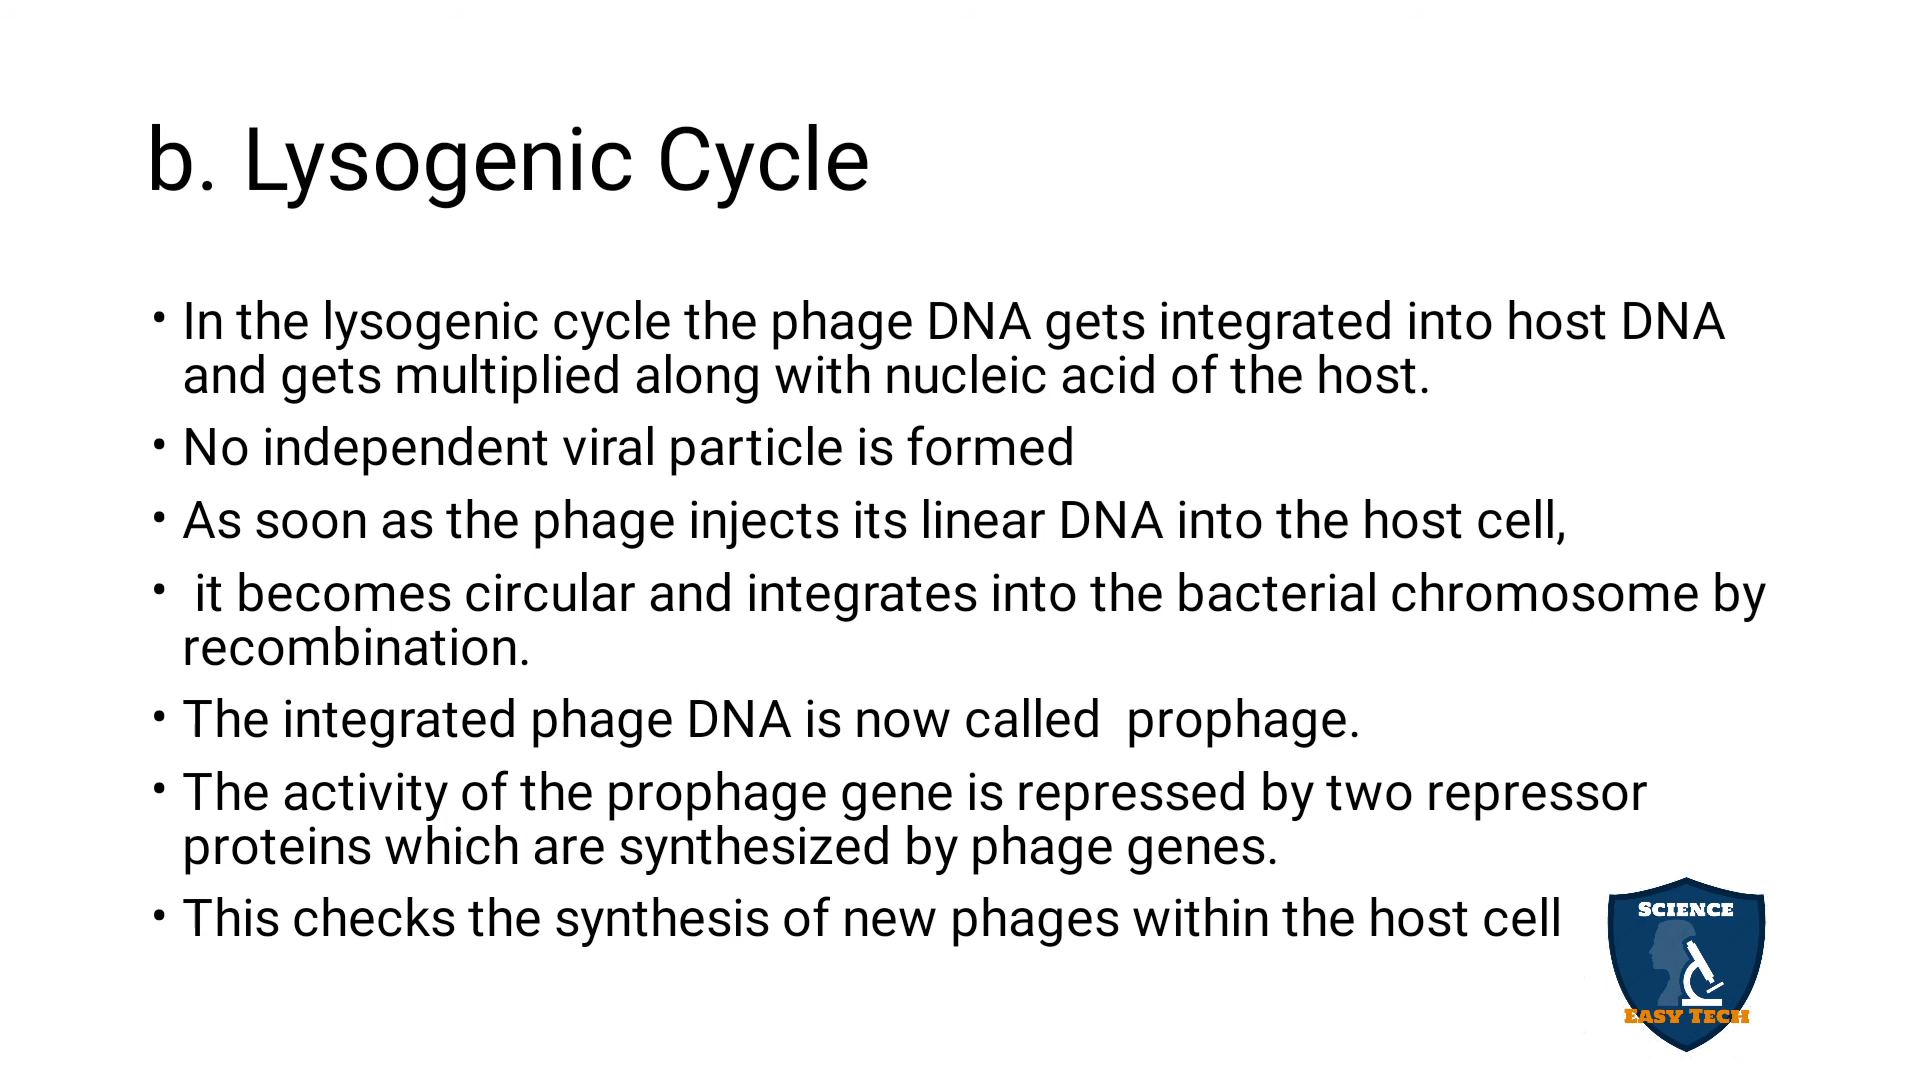 b. Lysogenic Cycle
• In the lysogenic cycle the phage DNA gets integrated into host DNA
and gets multiplied along with nucleic acid of the host.
• No independent viral particle is formed
• As soon as the phage injects its linear DNA into the host cell,
• it becomes circular and integrates into the bacterial chromosome by
recombination.
• The integrated phage DNA is now called  prophage.
• The activity of the prophage gene is repressed by two repressor
proteins which are synthesized by phage genes.
• This checks the synthesis of new phages within the host cell
SCIENCE
EASY TECH